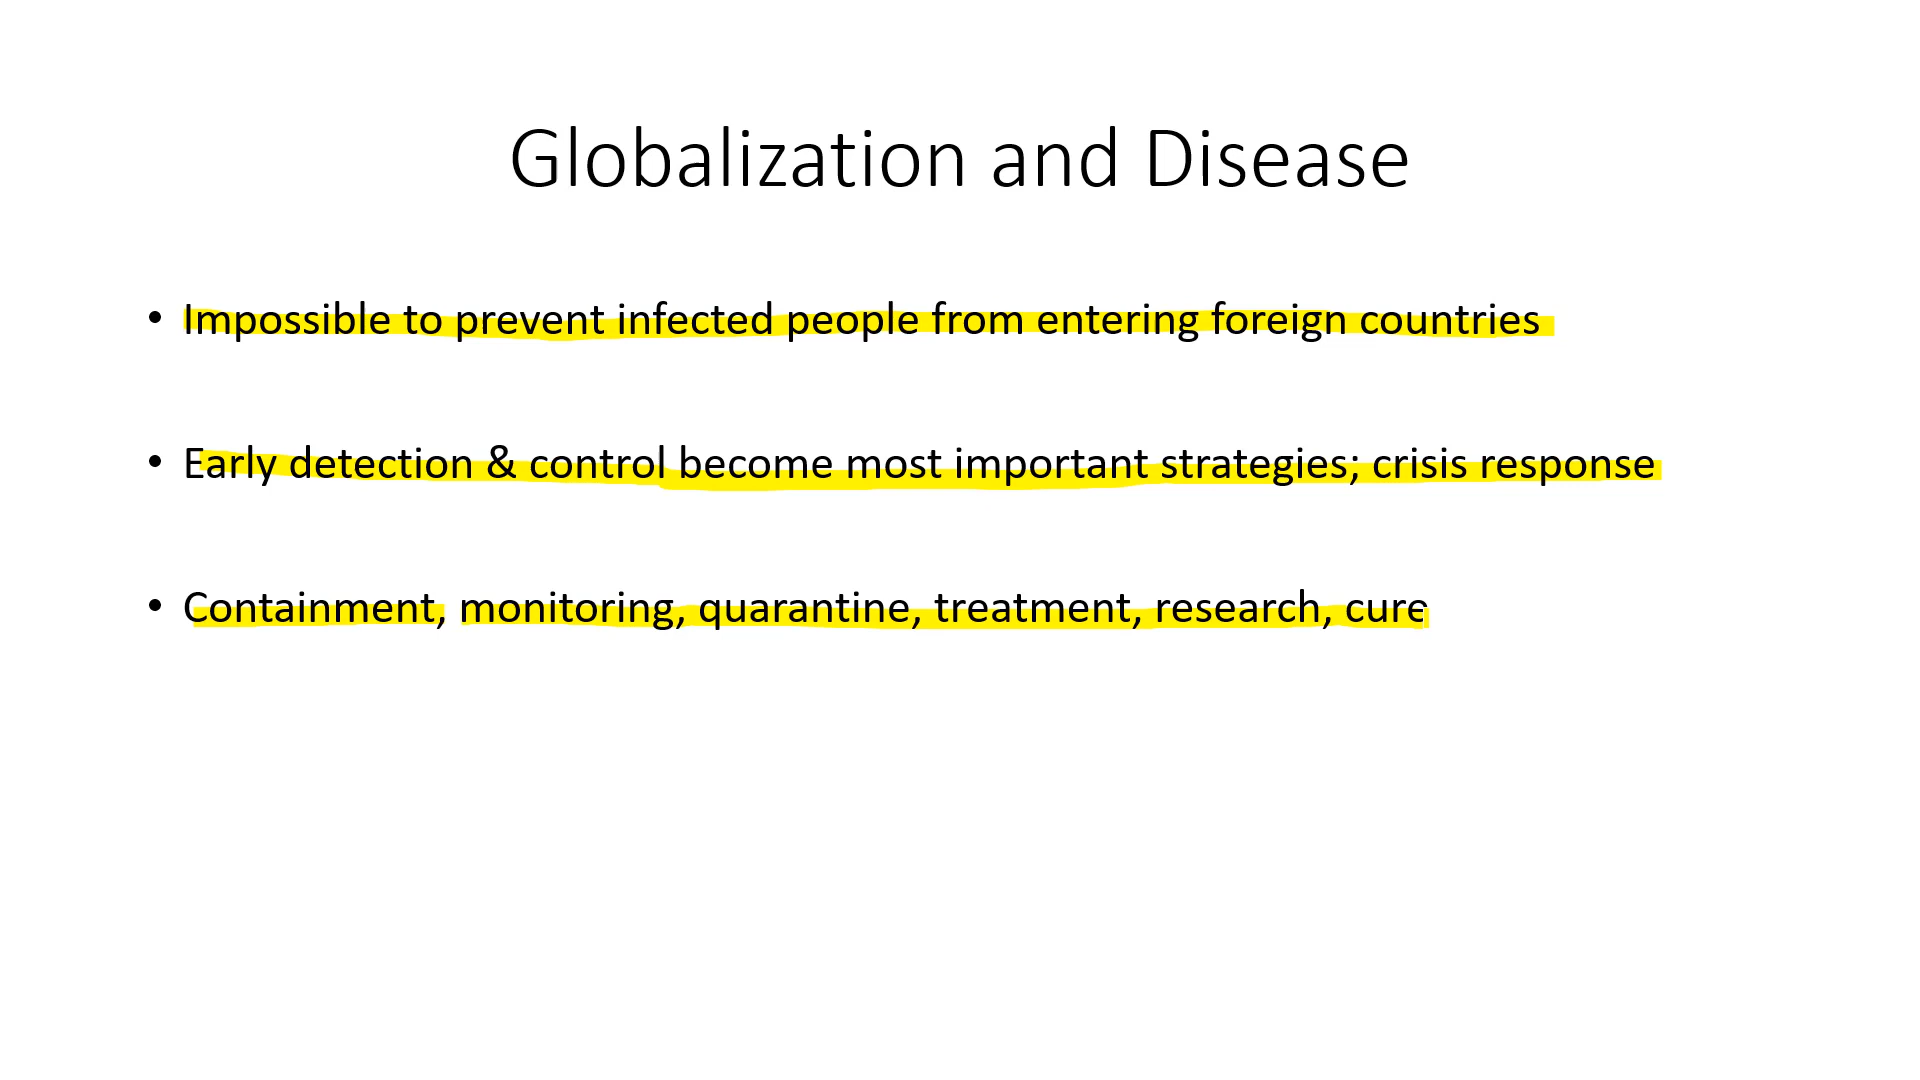 Globalization and Disease
• Impossible to prevent infected people from entering foreign countries
• Early detection & control become most important strategies; crisis response
• Containment, monitoring, quarantine, treatment, research, cure